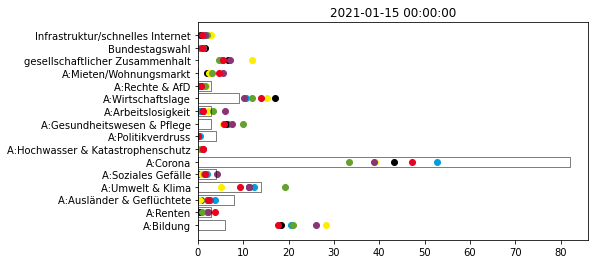 2021-01-15 00:00:00
Infrastruktur/schnelles Internet
Bundestagswahl
gesellschaftlicher Zusammenhalt
A:Mieten/Wohnungsmarkt
A:Rechte & AfD
A:Wirtschaftslage
A:Arbeitslosigkeit
A:Gesundheitswesen & Pflege
A:Politikverdruss
A:Hochwasser & Katastrophenschutz
A:Corona
A:Soziales Gefälle
A:Umwelt & Klima
A:Ausländer & Geflüchtete
A:Renten
A:Bildung
0 10 20 30 40 50 60 70 80